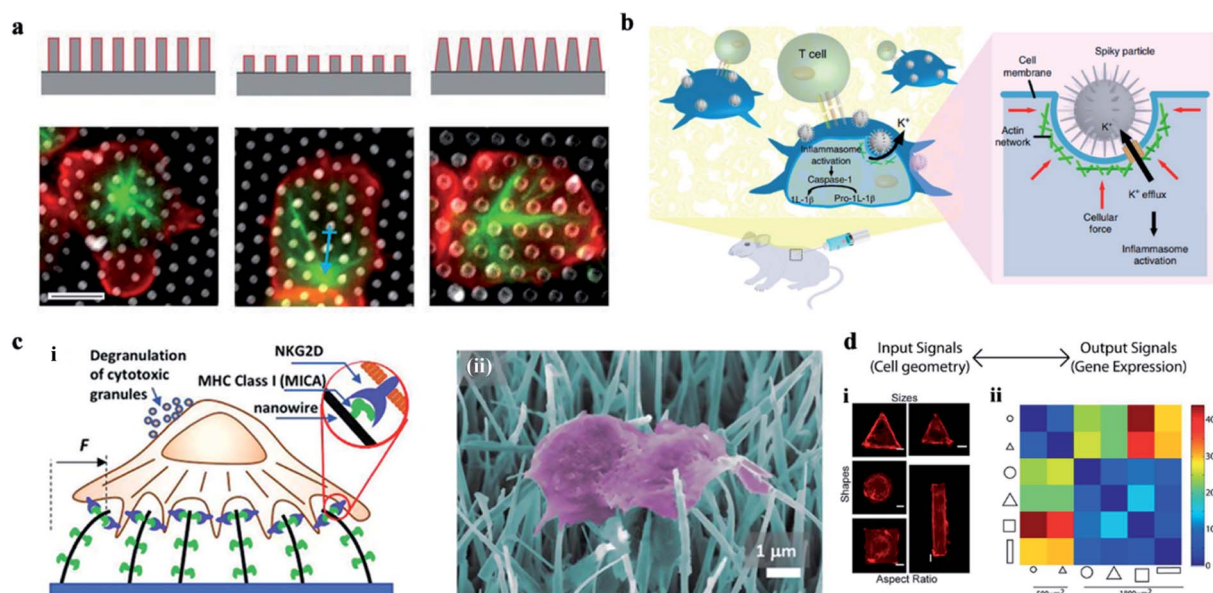 a
b
T cell
K⁺
Inflammasome
activation
Caspase-1
1L-1β
Pro-1L-1β
Spiky particle
Cell
membrane
K⁺
Actin
network
K⁺ efflux
Cellular
force
Inflammasome
activation
c
i
Degranulation
of cytotoxic
granules
NKG2D
MHC Class I (MICA)
nanowire
F
(ii)
1 μm
d
Input Signals
(Cell geometry)
Output Signals
(Gene Expression)
i
Sizes
Shapes
Aspect Ratio
ii
40
30
20
10
0